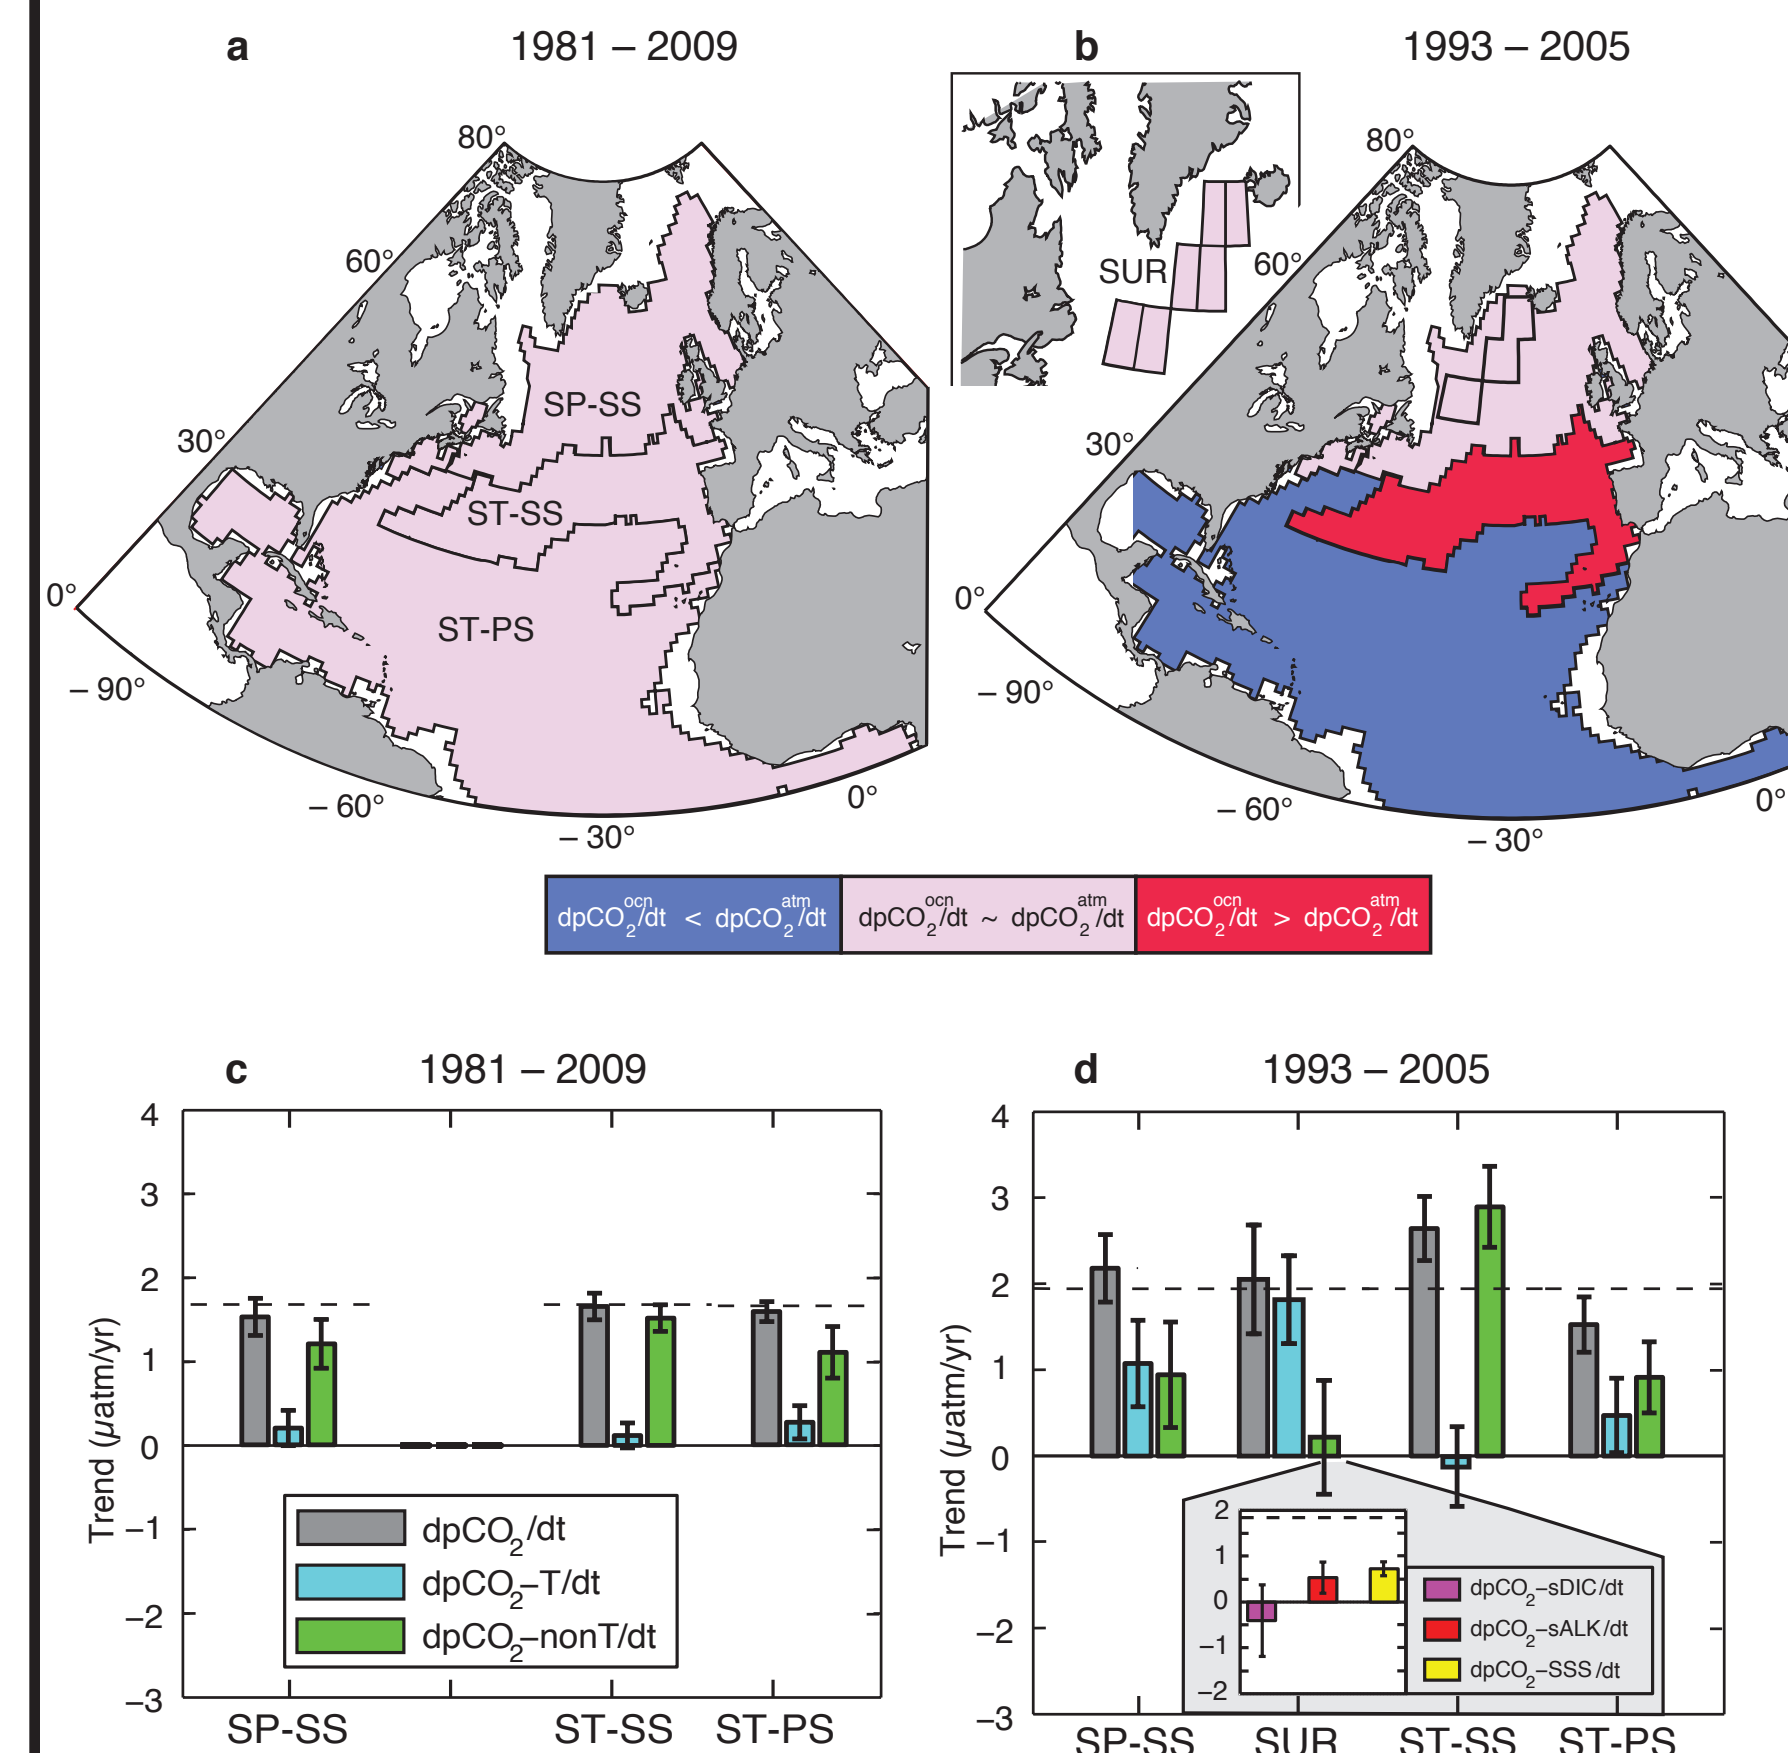 a 1981 – 2009
80°
60°
30°
0°
– 90°
– 60°
– 30°
0°
SP-SS
ST-SS
ST-PS
b 1993 – 2005
SUR
80°
60°
30°
0°
– 90°
– 60°
– 30°
0°
dpCO₂ᵒᶜⁿ/dt < dpCO₂ᵃᵗᵐ/dt
dpCO₂ᵒᶜⁿ/dt ~ dpCO₂ᵃᵗᵐ/dt
dpCO₂ᵒᶜⁿ/dt > dpCO₂ᵃᵗᵐ/dt
c 1981 – 2009
Trend (µatm/yr)
4
3
2
1
0
–1
–2
–3
dpCO₂/dt
dpCO₂–T/dt
dpCO₂–nonT/dt
SP-SS ST-SS ST-PS
d 1993 – 2005
Trend (µatm/yr)
4
3
2
1
0
–1
–2
–3
2
1
0
–1
–2
dpCO₂–sDIC/dt
dpCO₂–sALK/dt
dpCO₂–SSS/dt
SP-SS SUR ST-SS ST-PS